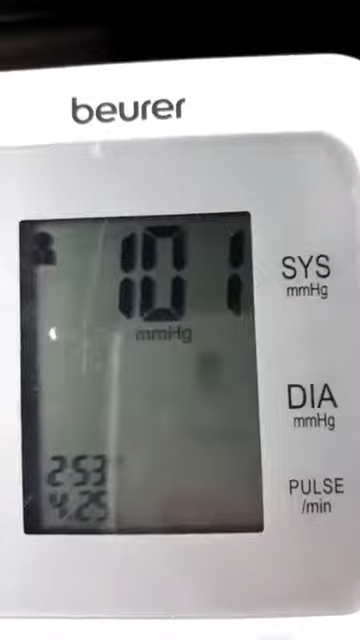 beurer
101
SYS
mmHg
mmHg
DIA
mmHg
2:53
4.25
PULSE
/min